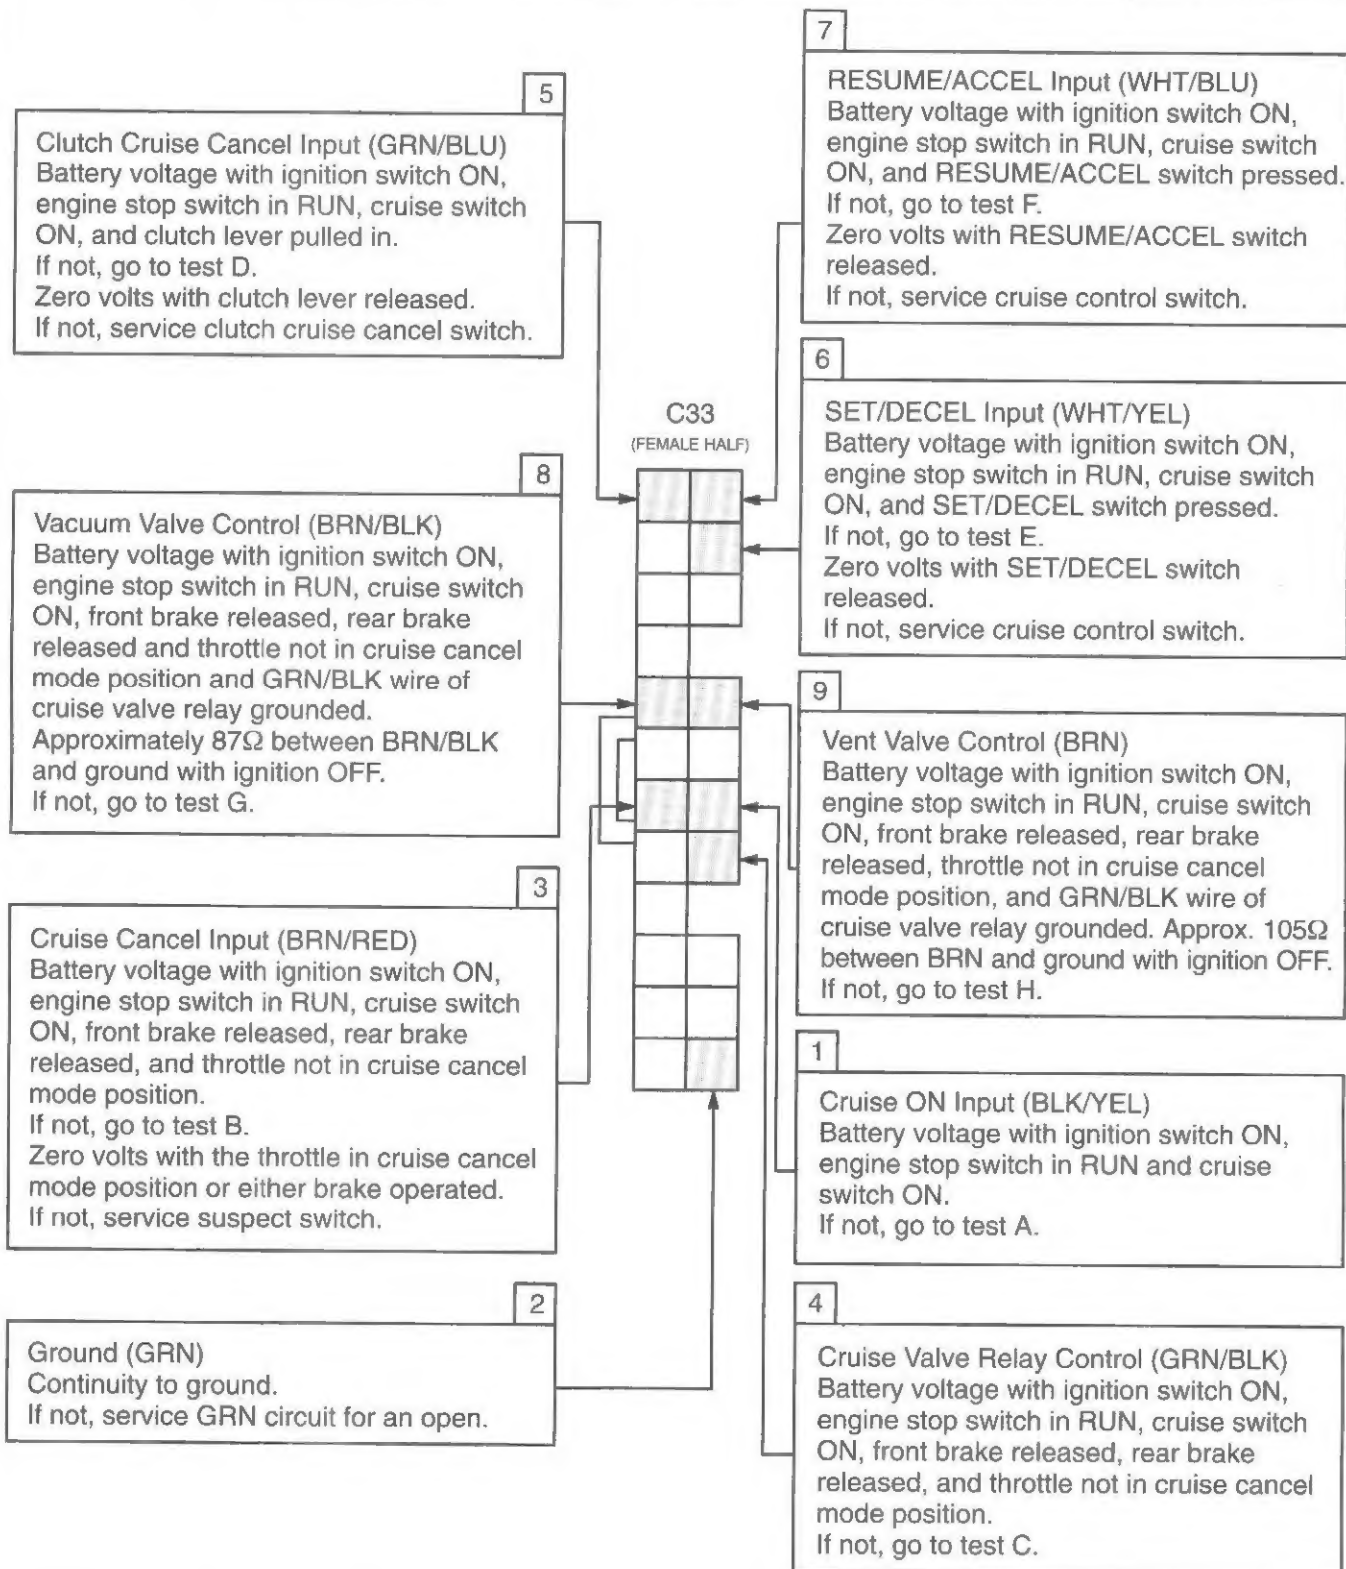 5
Clutch Cruise Cancel Input (GRN/BLU)
Battery voltage with ignition switch ON,
engine stop switch in RUN, cruise switch
ON, and clutch lever pulled in.
If not, go to test D.
Zero volts with clutch lever released.
If not, service clutch cruise cancel switch.
8
Vacuum Valve Control (BRN/BLK)
Battery voltage with ignition switch ON,
engine stop switch in RUN, cruise switch
ON, front brake released, rear brake
released and throttle not in cruise cancel
mode position and GRN/BLK wire of
cruise valve relay grounded.
Approximately 87Ω between BRN/BLK
and ground with ignition OFF.
If not, go to test G.
3
Cruise Cancel Input (BRN/RED)
Battery voltage with ignition switch ON,
engine stop switch in RUN, cruise switch
ON, front brake released, rear brake
released, and throttle not in cruise cancel
mode position.
If not, go to test B.
Zero volts with the throttle in cruise cancel
mode position or either brake operated.
If not, service suspect switch.
2
Ground (GRN)
Continuity to ground.
If not, service GRN circuit for an open.
C33
(FEMALE HALF)
7
RESUME/ACCEL Input (WHT/BLU)
Battery voltage with ignition switch ON,
engine stop switch in RUN, cruise switch
ON, and RESUME/ACCEL switch pressed.
If not, go to test F.
Zero volts with RESUME/ACCEL switch
released.
If not, service cruise control switch.
6
SET/DECEL Input (WHT/YEL)
Battery voltage with ignition switch ON,
engine stop switch in RUN, cruise switch
ON, and SET/DECEL switch pressed.
If not, go to test E.
Zero volts with SET/DECEL switch
released.
If not, service cruise control switch.
9
Vent Valve Control (BRN)
Battery voltage with ignition switch ON,
engine stop switch in RUN, cruise switch
ON, front brake released, rear brake
released, throttle not in cruise cancel
mode position, and GRN/BLK wire of
cruise valve relay grounded. Approx. 105Ω
between BRN and ground with ignition OFF.
If not, go to test H.
1
Cruise ON Input (BLK/YEL)
Battery voltage with ignition switch ON,
engine stop switch in RUN and cruise
switch ON.
If not, go to test A.
4
Cruise Valve Relay Control (GRN/BLK)
Battery voltage with ignition switch ON,
engine stop switch in RUN, cruise switch
ON, front brake released, rear brake
released, and throttle not in cruise cancel
mode position.
If not, go to test C.